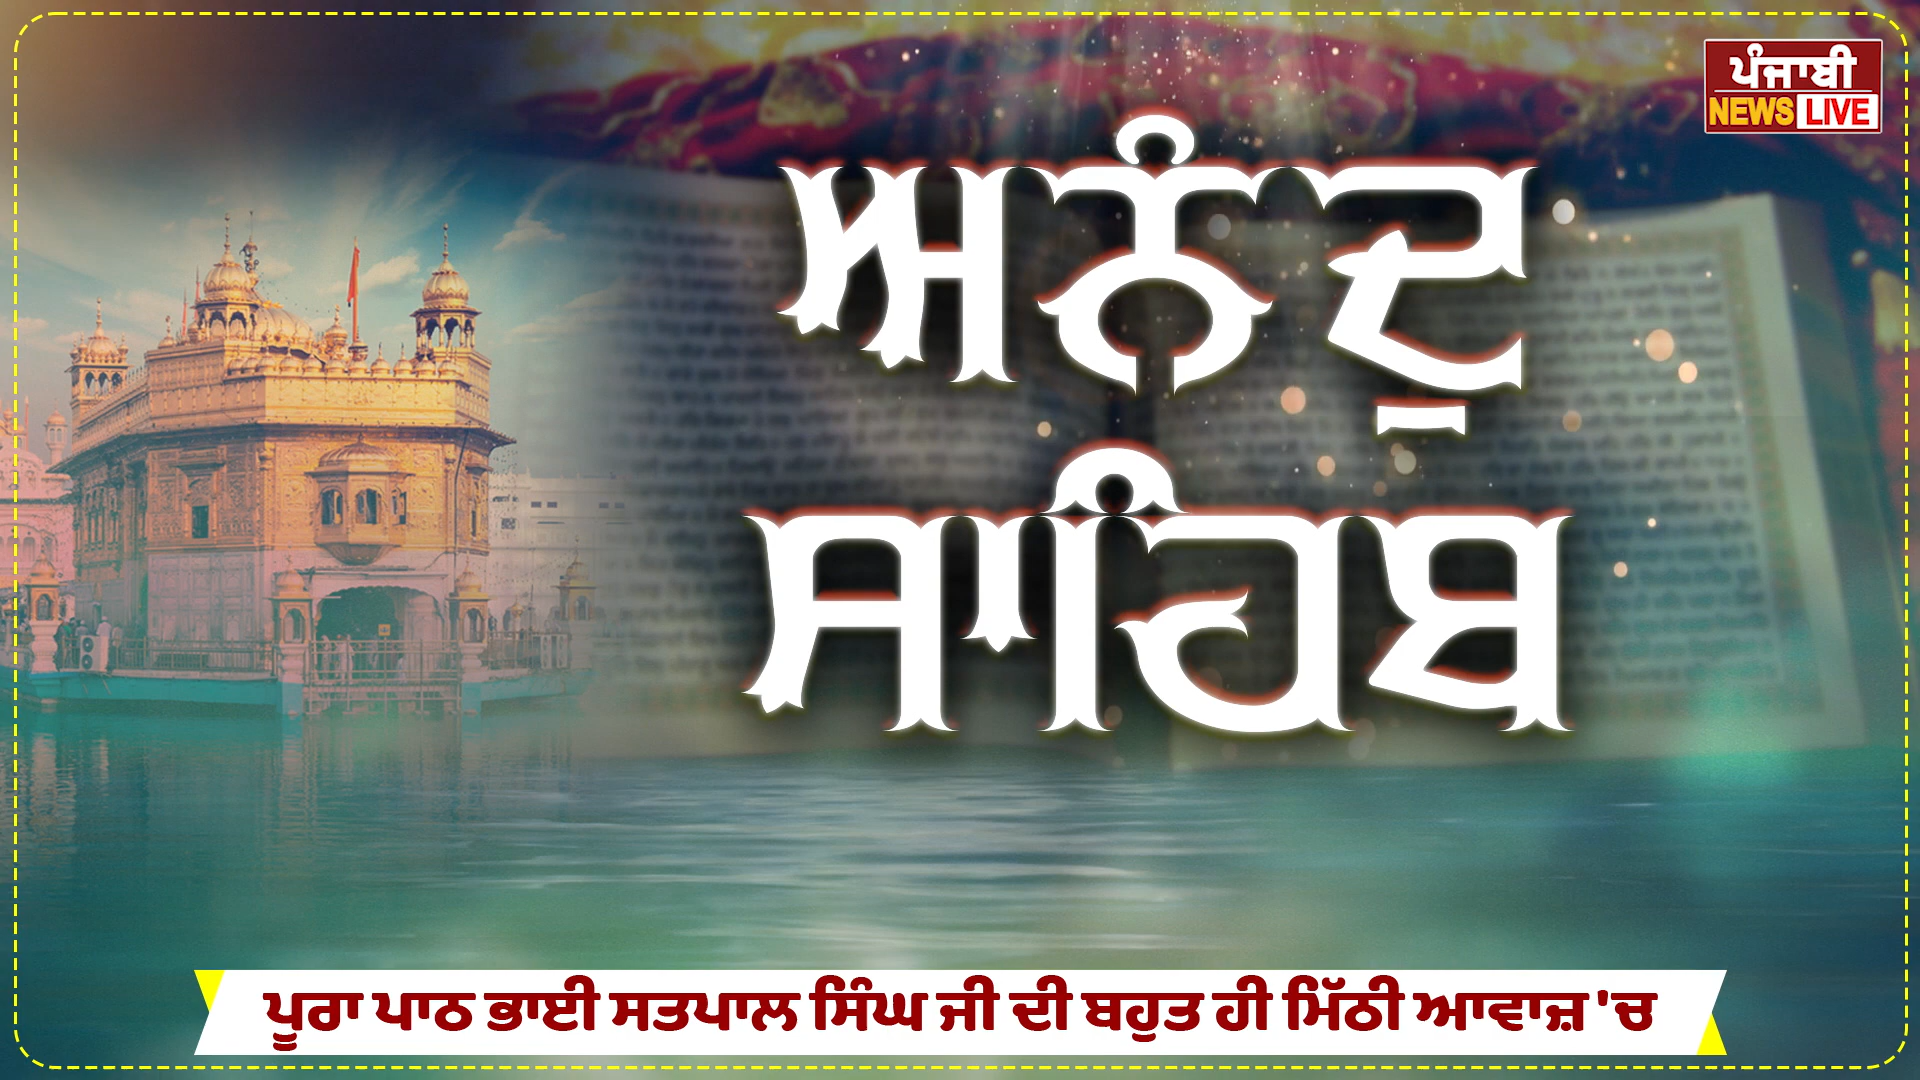 ਪੰਜਾਬੀ
NEWS LIVE
ਅਨੰਦੁ
ਸਾਹਿਬ
ਪੂਰਾ ਪਾਠ ਭਾਈ ਸਤਪਾਲ ਸਿੰਘ ਜੀ ਦੀ ਬਹੁਤ ਹੀ ਮਿੱਠੀ ਆਵਾਜ਼ 'ਚ